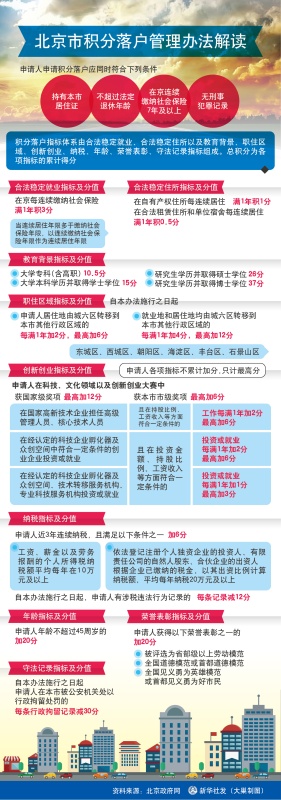 北京市积分落户管理办法解读
申请人申请积分落户应同时符合下列条件
持有本市
居住证
不超过法定
退休年龄
在京连续
缴纳社会保险
7年及以上
无刑事
犯罪记录
积分落户指标体系由合法稳定就业、合法稳定住所以及教育背景、职住区
域、创新创业、纳税、年龄、荣誉表彰、守法记录指标组成。总积分为各
项指标的累计得分
合法稳定就业指标及分值
在京每连续缴纳社会保险
满1年积3分
当连续居住年限多于缴纳社会
保险年限，以连续缴纳社会保
险年限作为连续居住年限
合法稳定住所指标及分值
在自有产权住所每连续居住 满1年积1分
在合法租赁住所和单位宿舍每连续居住
满1年积0.5分
教育背景指标及分值
大学专科(含高职) 10.5分
大学本科学历并取得学士学位 15分
研究生学历并取得硕士学位 26分
研究生学历并取得博士学位 37分
职住区域指标及分值 自本办法施行之日起
申请人居住地由城六区转移到
本市其他行政区域的
每满1年加2分，最高加6分
就业地和居住地均由城六区转移到
本市其他行政区域的
每满1年加4分，最高加12分
东城区、西城区、朝阳区、海淀区、丰台区、石景山区
创新创业指标及分值
申请人各项指标不累计加分，只计最高分
申请人在科技、文化领域以及创新创业大赛中
获国家级奖项 最高加12分
获本市市级奖项 最高加6分
在国家高新技术企业担任高级
管理人员、核心技术人员
且在持股比例、
工资收入等方面
符合一定条件的
工作每满1年加2分
最高加6分
在经认定的科技企业孵化器及
众创空间中符合一定条件的创
业企业投资或就业
且在投资金
额、持股比
例、工资收入
等方面符合一
定条件的
投资或就业
每满1年加2分
最高加6分
在经认定的科技企业孵化器及
众创空间、技术转移服务机构、
专业科技服务机构投资或就业
投资或就业
每满1年加1分
最高加3分
纳税指标及分值
申请人近3年连续纳税，且满足以下条件之一 加6分
工资、薪金以及劳务
报酬的个人所得税纳
税额平均每年在10万
元及以上
依法登记注册个人独资企业的投资人、有限
责任公司的自然人股东、合伙企业的出资人
根据企业已缴纳的税金，以其出资比例计算
纳税额，平均每年纳税20万元及以上
自本办法施行之日起，申请人有涉税违法行为记录的 每条记录减12分
年龄指标及分值
申请人年龄不超过45周岁的
加20分
荣誉表彰指标及分值
申请人获得以下荣誉表彰之一的
加20分
被评选为省部级以上劳动模范
全国道德模范或首都道德模范
全国见义勇为英雄模范
或首都见义勇为好市民
守法记录指标及分值
自本办法施行之日起
申请人在本市被公安机关处以
行政拘留处罚的
每条行政拘留记录减30分
资料来源：北京政府网
新华社发（大巢制图）